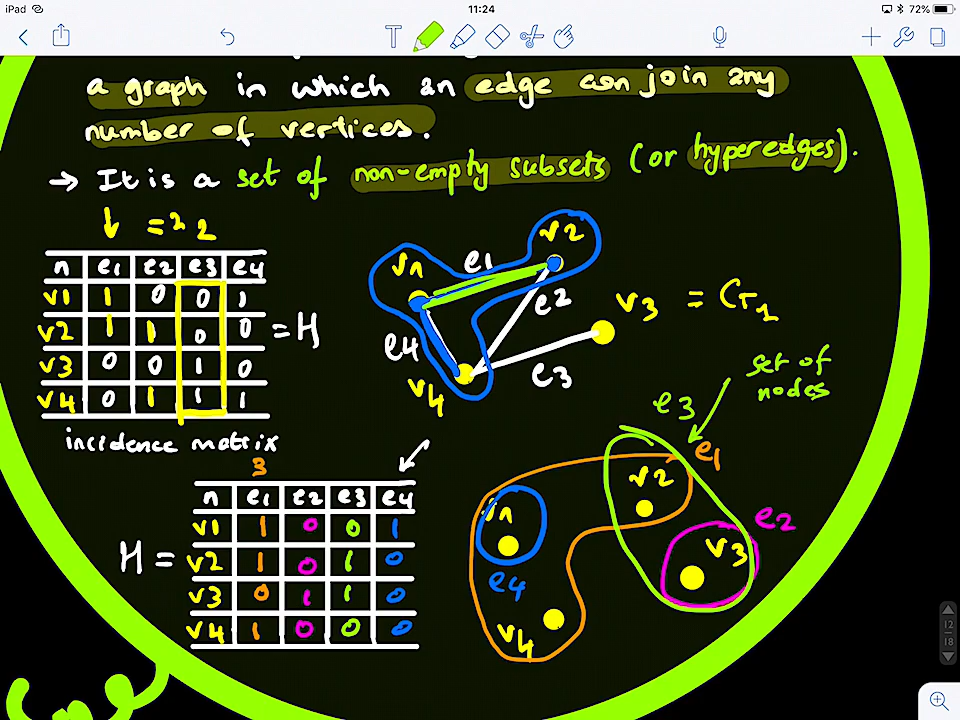 iPad 11:24 72%
a graph in which an edge can join any
number of vertices.
→ It is a set of non-empty subsets (or hyperedges).
↓ = 2 2
n e1 e2 e3 e4
v1 1 0 0 1
v2 1 1 0 0
v3 0 0 1 0
v4 0 1 1 1
= H
incidence matrix
v1 e1 v2
e2
v3 = G1
e4
e3
v4
set of
nodes
3
n e1 e2 e3 e4
v1 1 0 0 1
v2 1 0 1 0
v3 0 1 1 0
v4 1 0 0 0
H =
e3
e1
v2
v1
e2
v3
e4
v4
12
18